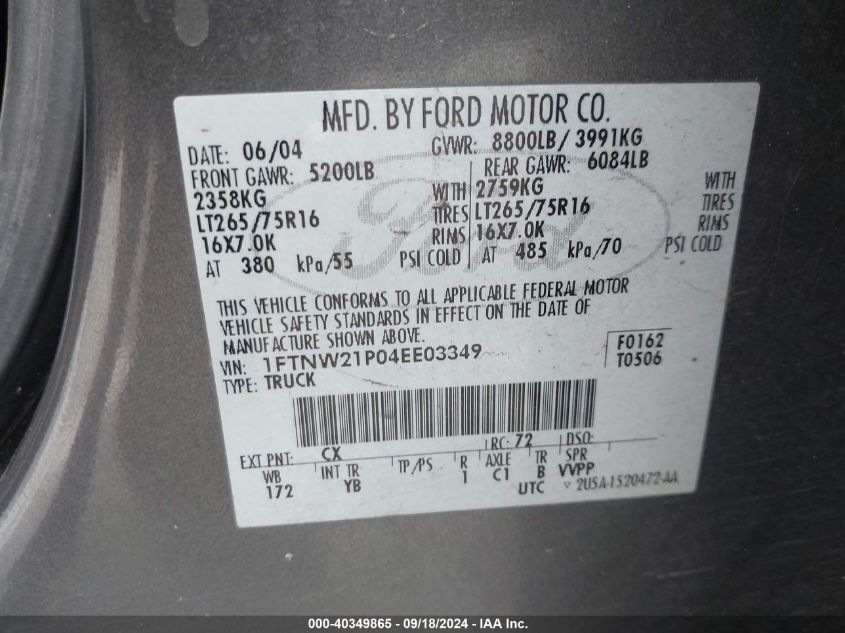 MFD. BY FORD MOTOR CO.
DATE: 06/04 GVWR: 8800LB/ 3991KG
FRONT GAWR: 5200LB REAR GAWR: 6084LB
2358KG WITH 2759KG WITH
LT265/75R16 TIRES LT265/75R16 TIRES
16X7.0K RIMS 16X7.0K RIMS
AT 380 kPa/55 PSI COLD AT 485 kPa/70 PSI COLD
Ford
THIS VEHICLE CONFORMS TO ALL APPLICABLE FEDERAL MOTOR
VEHICLE SAFETY STANDARDS IN EFFECT ON THE DATE OF
MANUFACTURE SHOWN ABOVE.
VIN: 1FTNW21P04EE03349 F0162
TYPE: TRUCK T0506
EXT PNT: CX RC: 72 DSO:
WB INT TR TP/PS R AXLE TR SPR
172 YB 1 C1 B VVPP
UTC ▽ 2U5A-1520472-AA
000-40349865 - 09/18/2024 - IAA Inc.